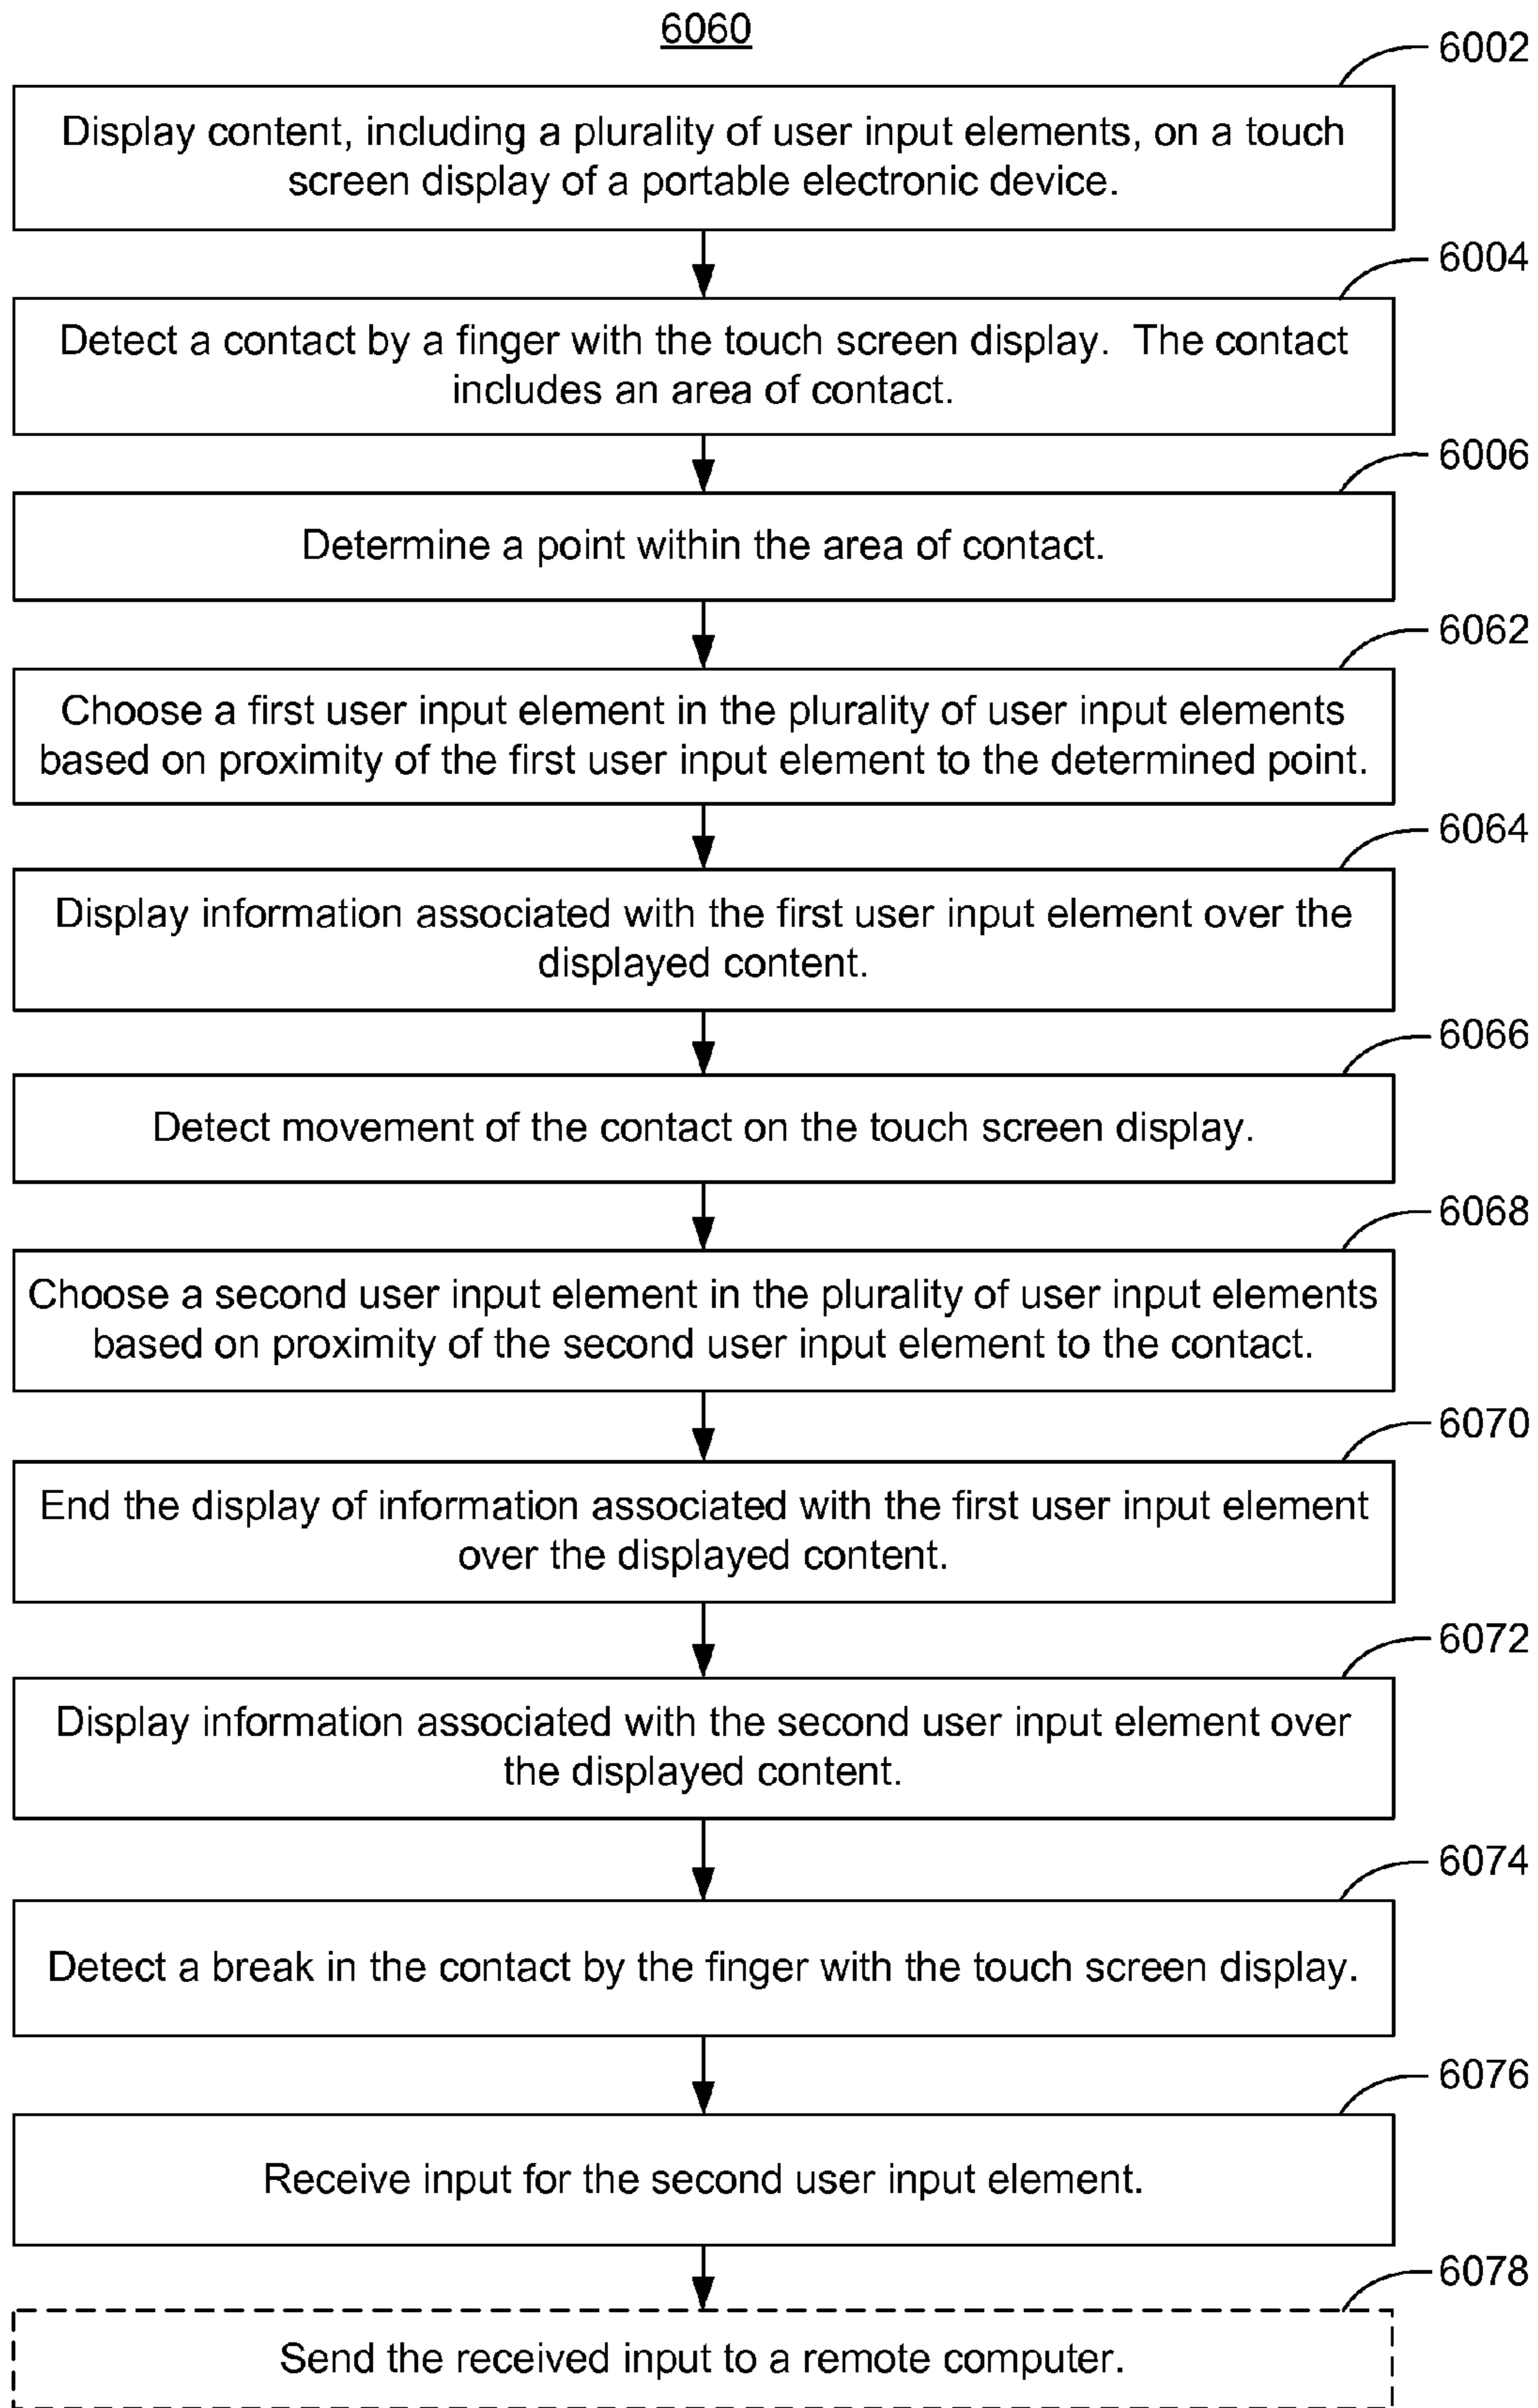 6060
6002
Display content, including a plurality of user input elements, on a touch
screen display of a portable electronic device.
6004
Detect a contact by a finger with the touch screen display.  The contact
includes an area of contact.
6006
Determine a point within the area of contact.
6062
Choose a first user input element in the plurality of user input elements
based on proximity of the first user input element to the determined point.
6064
Display information associated with the first user input element over the
displayed content.
6066
Detect movement of the contact on the touch screen display.
6068
Choose a second user input element in the plurality of user input elements
based on proximity of the second user input element to the contact.
6070
End the display of information associated with the first user input element
over the displayed content.
6072
Display information associated with the second user input element over
the displayed content.
6074
Detect a break in the contact by the finger with the touch screen display.
6076
Receive input for the second user input element.
6078
Send the received input to a remote computer.